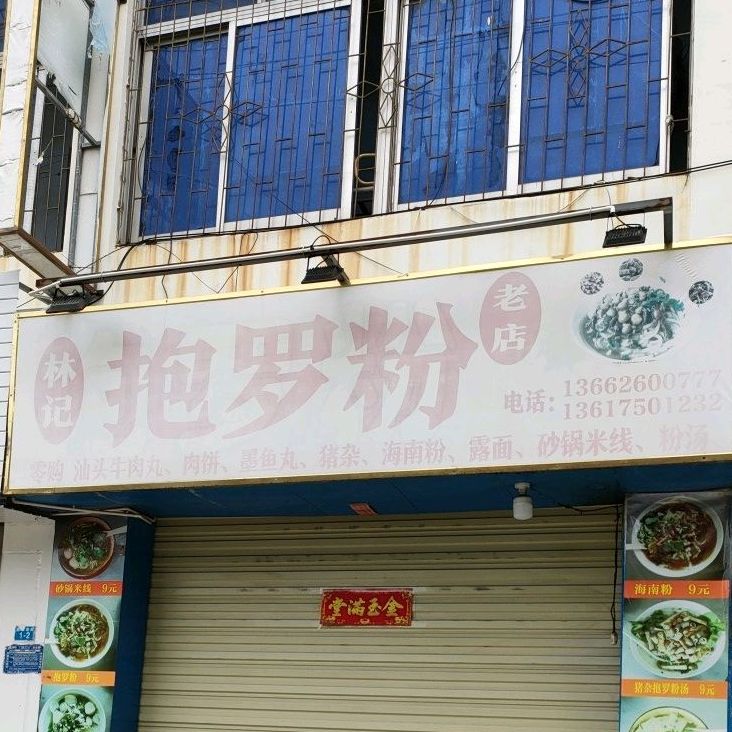 林记
抱罗粉
老店
电话：13662600777
13617501232
零购 汕头牛肉丸、肉饼、墨鱼丸、猪杂、海南粉、露面、砂锅米线、粉汤、
金玉满堂
砂锅米线 9元
抱罗粉 9元
海南粉 9元
猪杂抱罗粉汤 9元
1-2